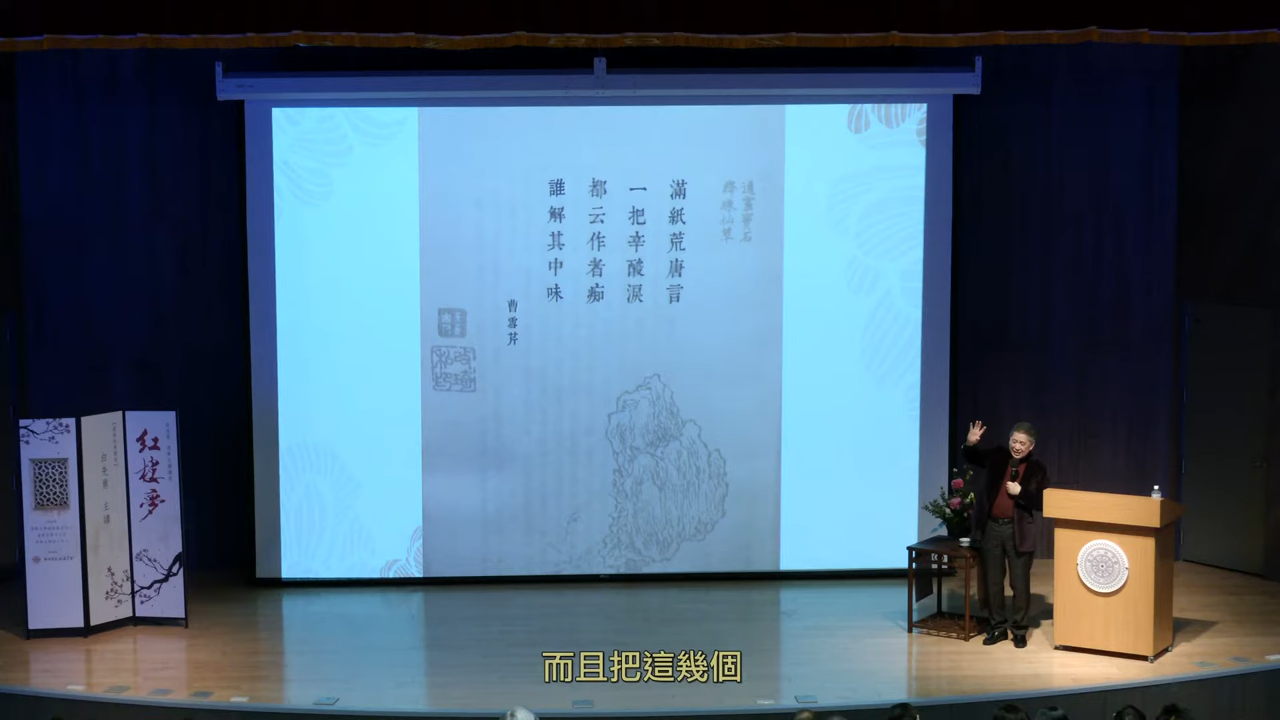 通靈寶石
絳珠仙草
滿紙荒唐言
一把辛酸淚
都云作者痴
誰解其中味
曹雪芹
紅樓夢
白先勇 主講
而且把這幾個